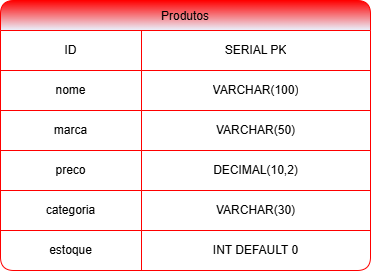 Produtos
ID SERIAL PK
nome VARCHAR(100)
marca VARCHAR(50)
preco DECIMAL(10,2)
categoria VARCHAR(30)
estoque INT DEFAULT 0